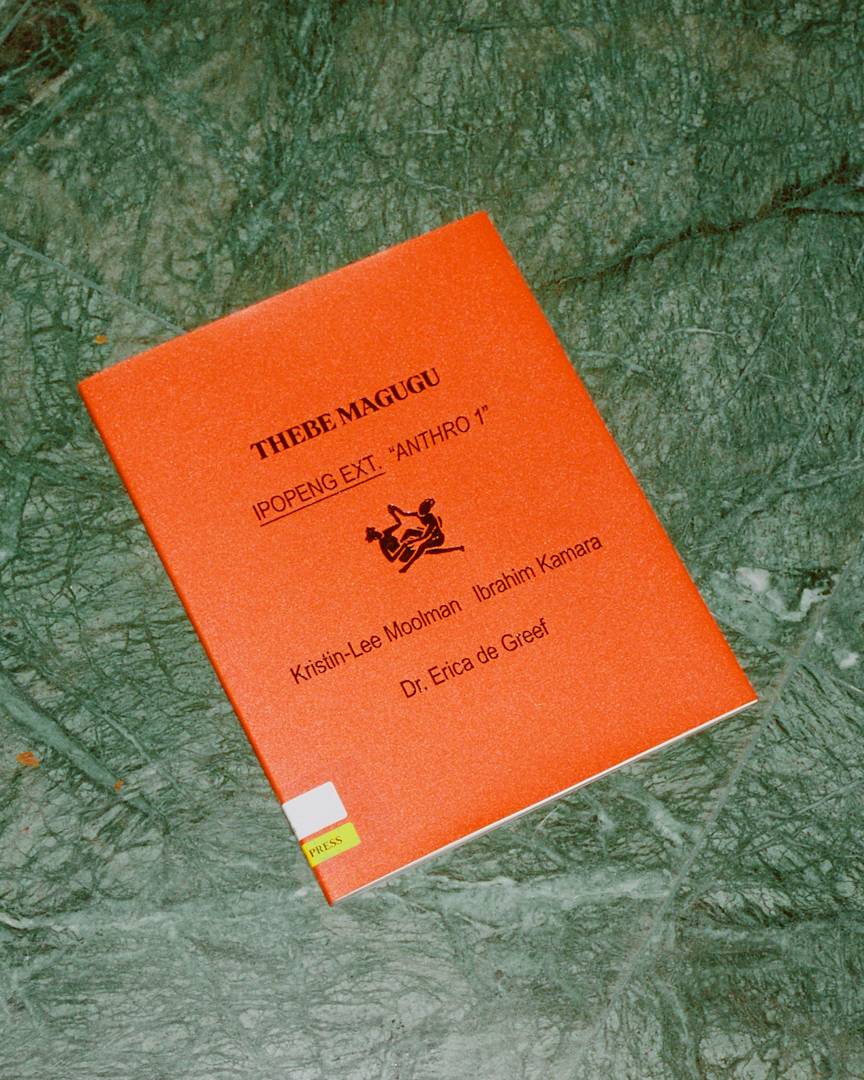 THEBE MAGUGU
IPOPENG EXT. “ANTHRO 1”
Kristin-Lee Moolman Ibrahim Kamara
Dr. Erica de Greef
PRESS